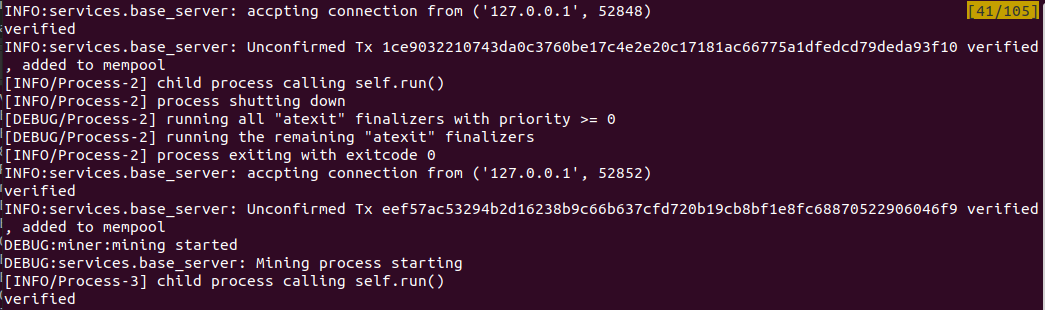 INFO:services.base_server: accpting connection from ('127.0.0.1', 52848) [41/105]
verified
INFO:services.base_server: Unconfirmed Tx 1ce9032210743da0c3760be17c4e2e20c17181ac66775a1dfedcd79deda93f10 verified
, added to mempool
[INFO/Process-2] child process calling self.run()
[INFO/Process-2] process shutting down
[DEBUG/Process-2] running all "atexit" finalizers with priority >= 0
[DEBUG/Process-2] running the remaining "atexit" finalizers
[INFO/Process-2] process exiting with exitcode 0
INFO:services.base_server: accpting connection from ('127.0.0.1', 52852)
verified
INFO:services.base_server: Unconfirmed Tx eef57ac53294b2d16238b9c66b637cfd720b19cb8bf1e8fc68870522906046f9 verified
, added to mempool
DEBUG:miner:mining started
DEBUG:services.base_server: Mining process starting
[INFO/Process-3] child process calling self.run()
verified